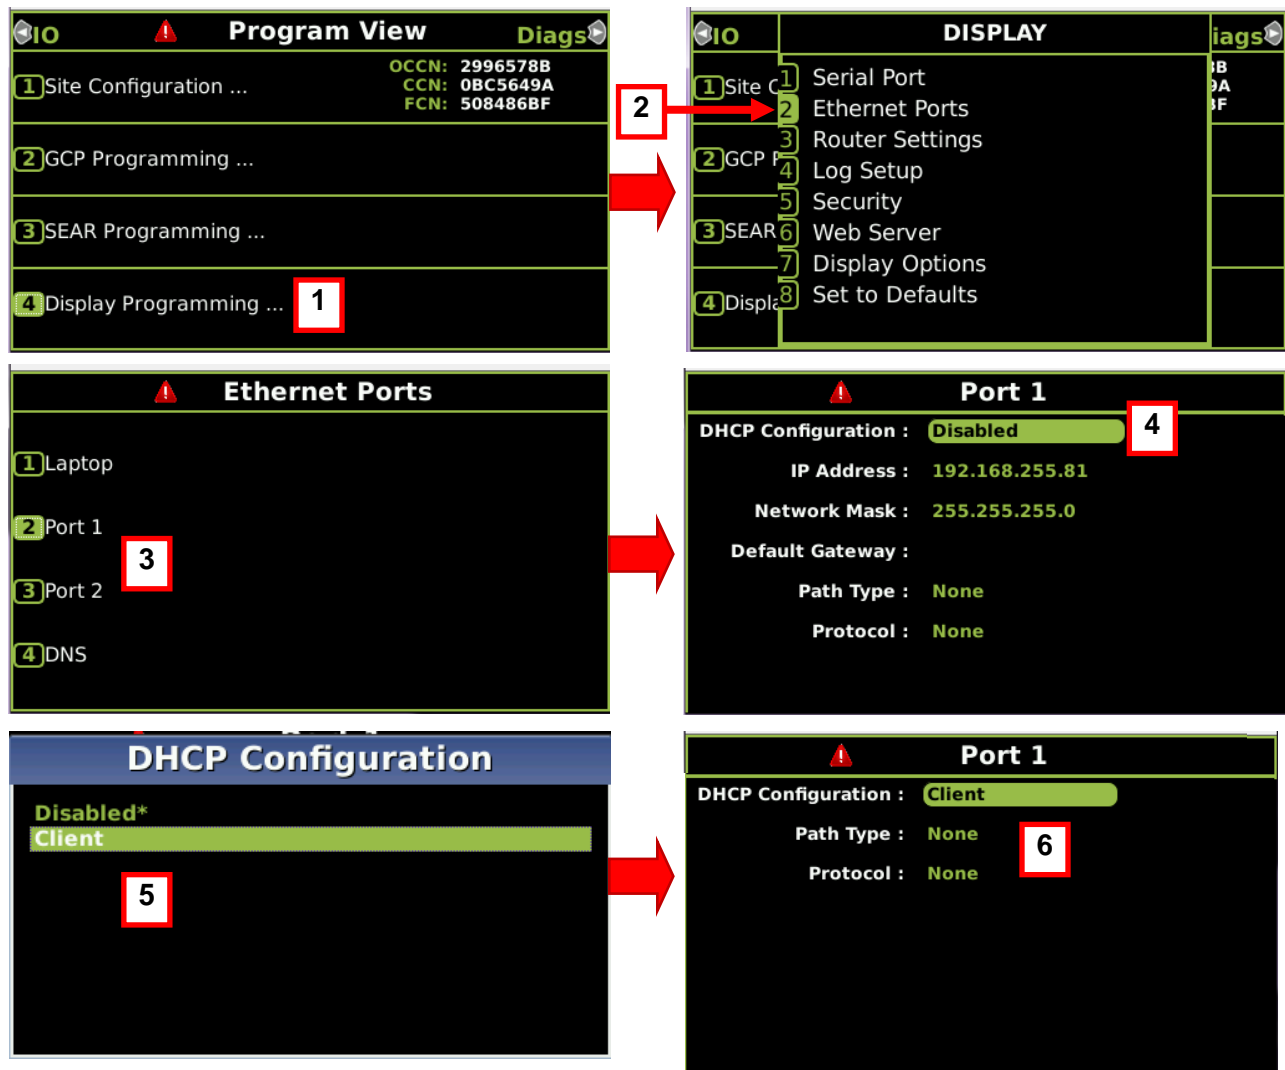 IO Program View Diags
OCCN: 2996578B
1 Site Configuration ... CCN: 0BC5649A
FCN: 508486BF
2 GCP Programming ...
3 SEAR Programming ...
4 Display Programming ... 1
IO DISPLAY iags
1 Site C 1 Serial Port 3B
2 2 Ethernet Ports 9A
3 Router Settings 3F
2 GCP P 4 Log Setup
5 Security
3 SEAR 6 Web Server
7 Display Options
4 Displa 8 Set to Defaults
Ethernet Ports
1 Laptop
2 Port 1
3
3 Port 2
4 DNS
Port 1
DHCP Configuration : Disabled 4
IP Address : 192.168.255.81
Network Mask : 255.255.255.0
Default Gateway :
Path Type : None
Protocol : None
DHCP Configuration
Disabled*
Client
5
Port 1
DHCP Configuration : Client
Path Type : None
6
Protocol : None